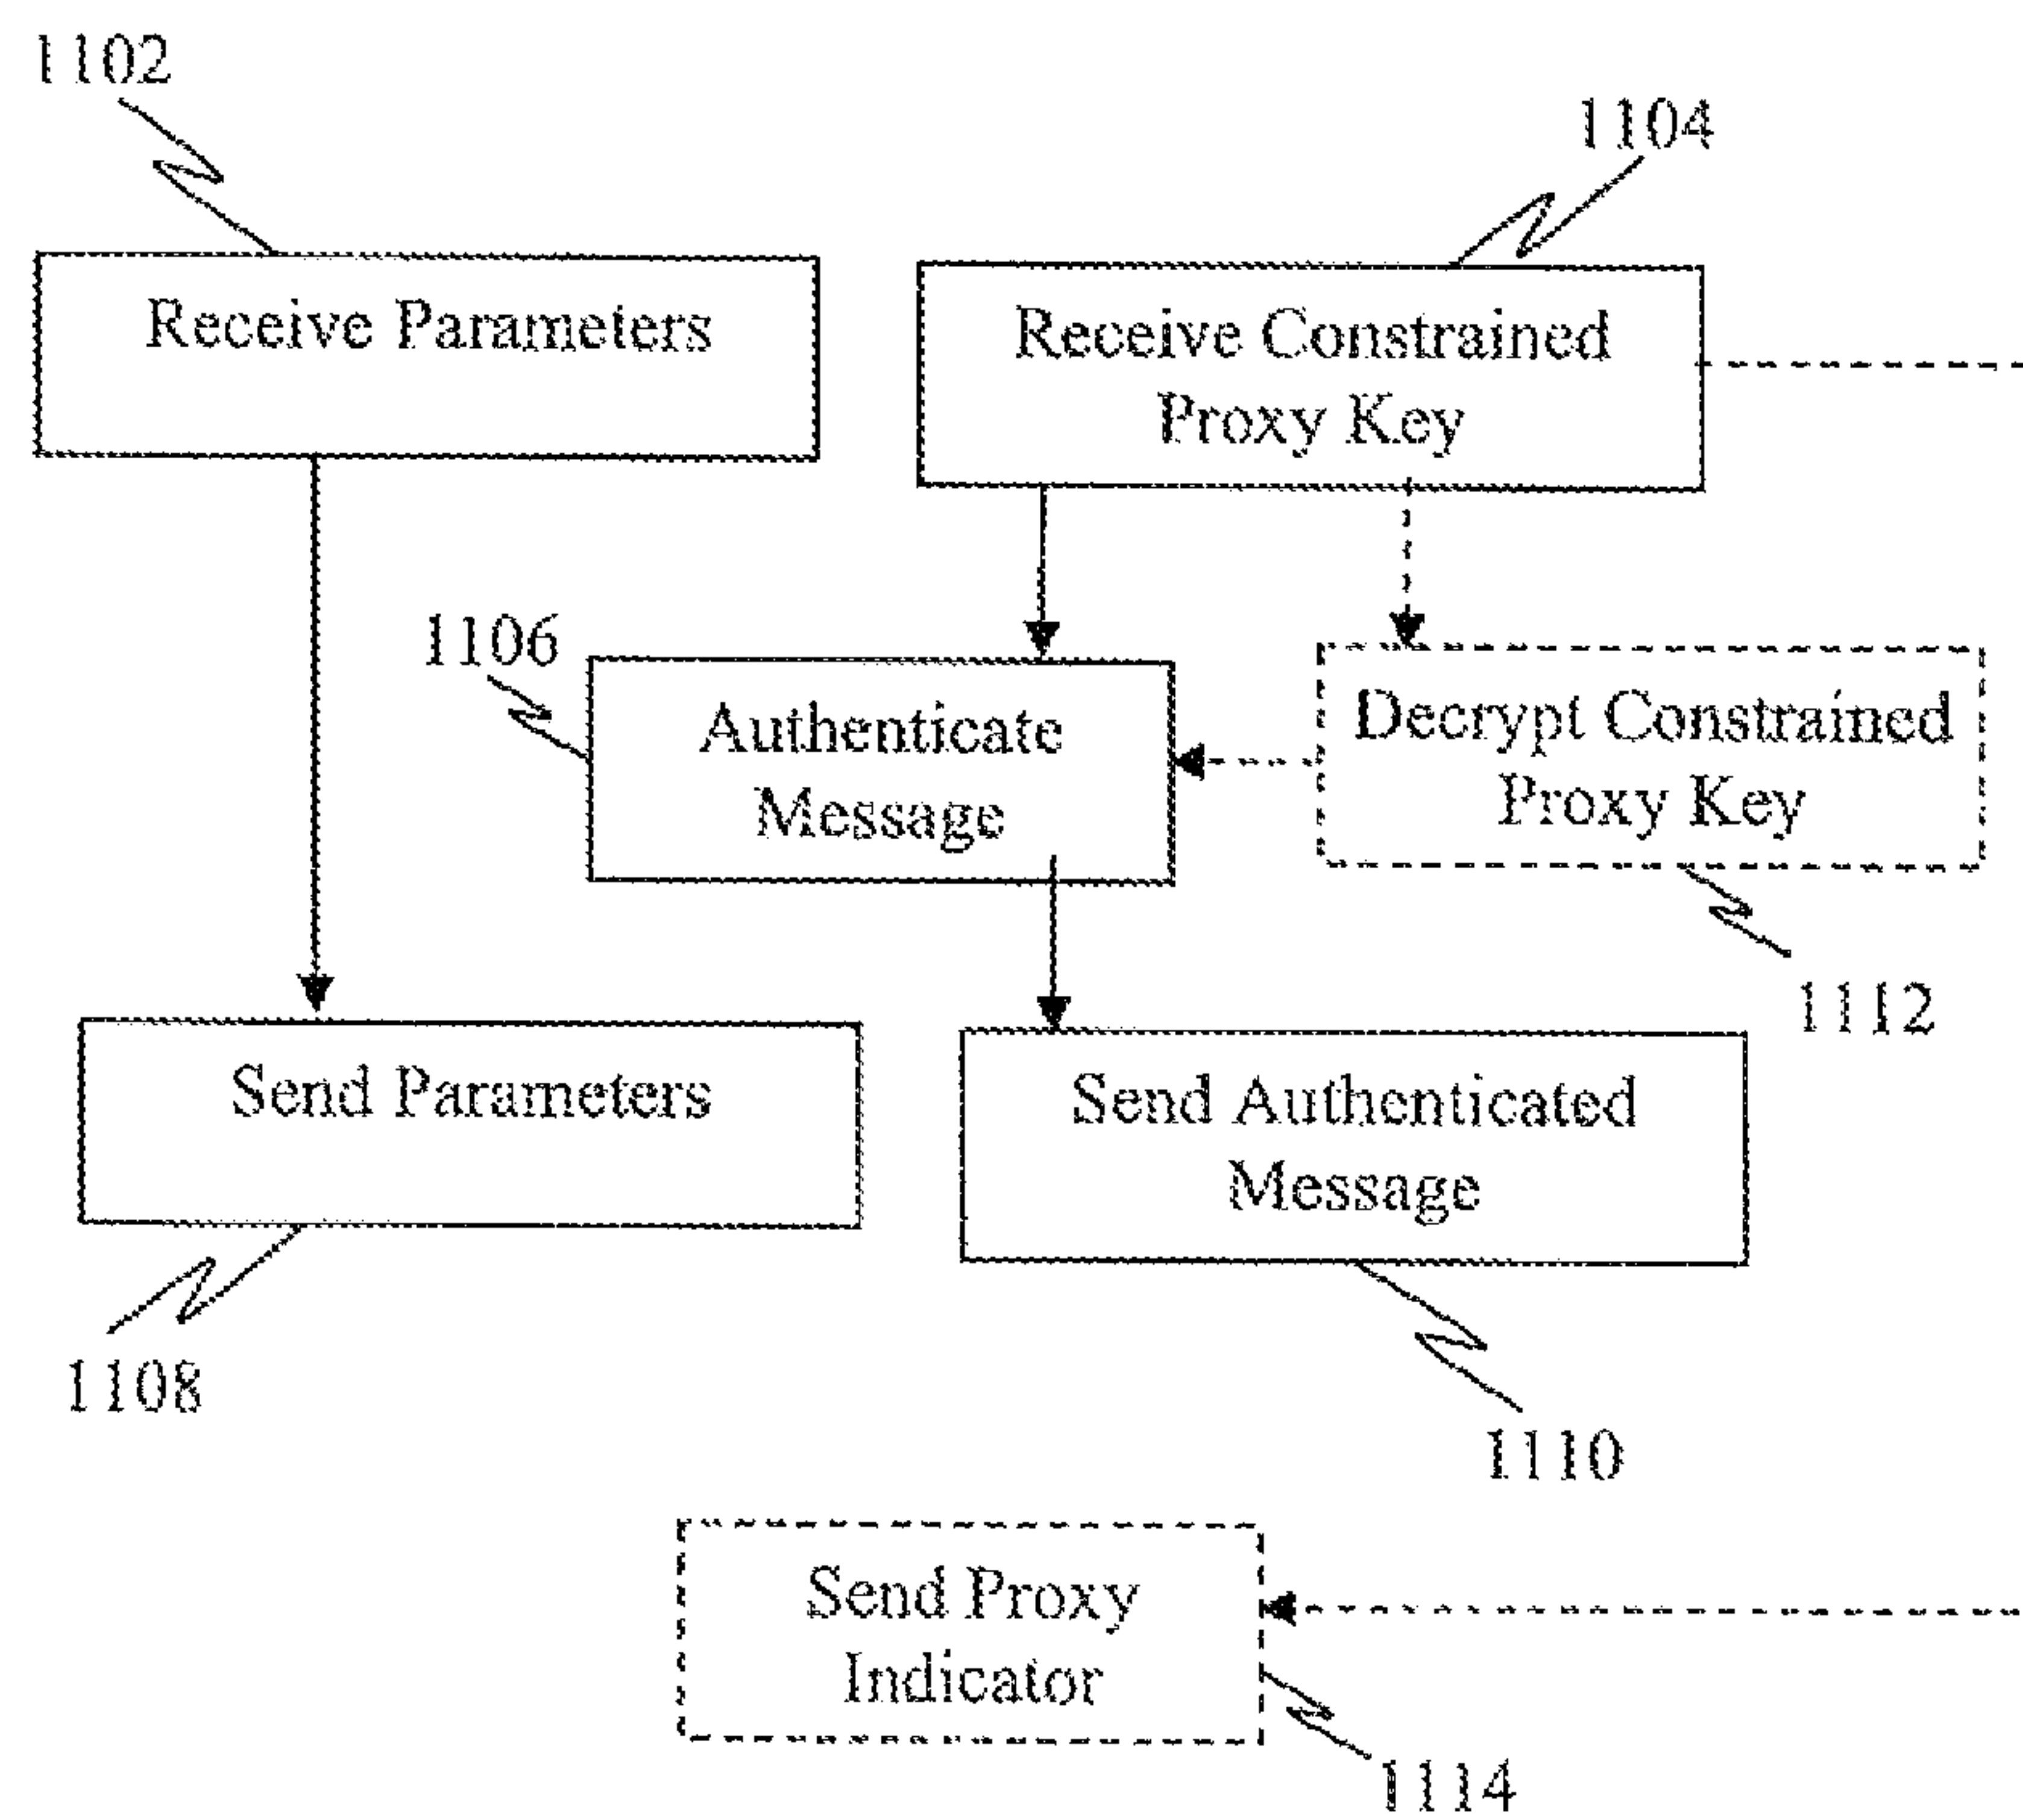 1102
1104
Receive Parameters
Receive Constrained
Proxy Key
1106
Authenticate
Message
Decrypt Constrained
Proxy Key
1112
Send Parameters
Send Authenticated
Message
1108
1110
Send Proxy
Indicator
1114